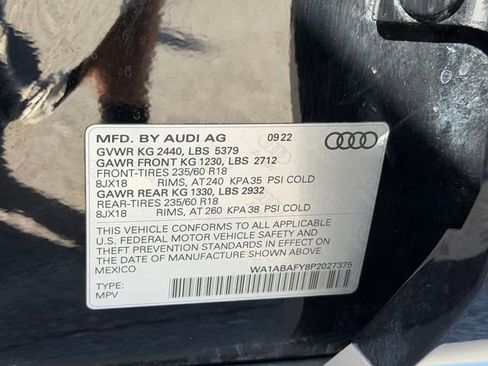 MFD. BY AUDI AG 0922
GVWR KG 2440, LBS 5379
GAWR FRONT KG 1230, LBS 2712
FRONT-TIRES 235/60 R18
8JX18 RIMS, AT 240 KPA 35 PSI COLD
GAWR REAR KG 1330, LBS 2932
REAR-TIRES 235/60 R18
8JX18 RIMS, AT 260 KPA 38 PSI COLD
THIS VEHICLE CONFORMS TO ALL APPLICABLE
U.S. FEDERAL MOTOR VEHICLE SAFETY AND
THEFT PREVENTION STANDARDS IN EFFECT ON
THE DATE OF MANUFACTURE SHOWN ABOVE.
MEXICO WA1ABAFY8P2027375
TYPE:
MPV